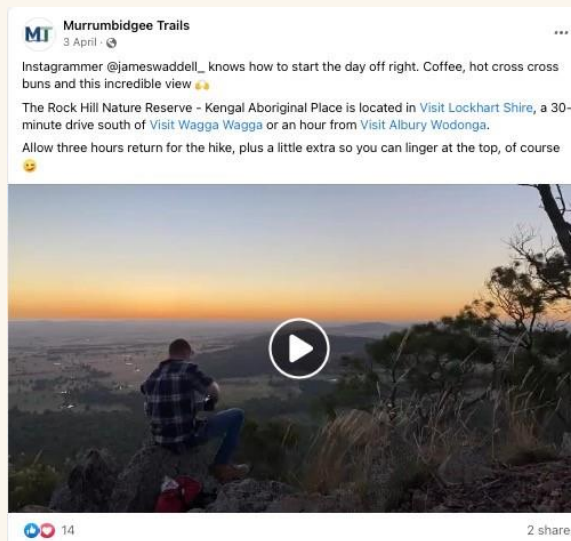 MT
Murrumbidgee Trails
3 April ·
Instagrammer @jameswaddell_ knows how to start the day off right. Coffee, hot cross cross
buns and this incredible view 🙌
The Rock Hill Nature Reserve - Kengal Aboriginal Place is located in Visit Lockhart Shire, a 30-
minute drive south of Visit Wagga Wagga or an hour from Visit Albury Wodonga.
Allow three hours return for the hike, plus a little extra so you can linger at the top, of course
😉
14
2 share